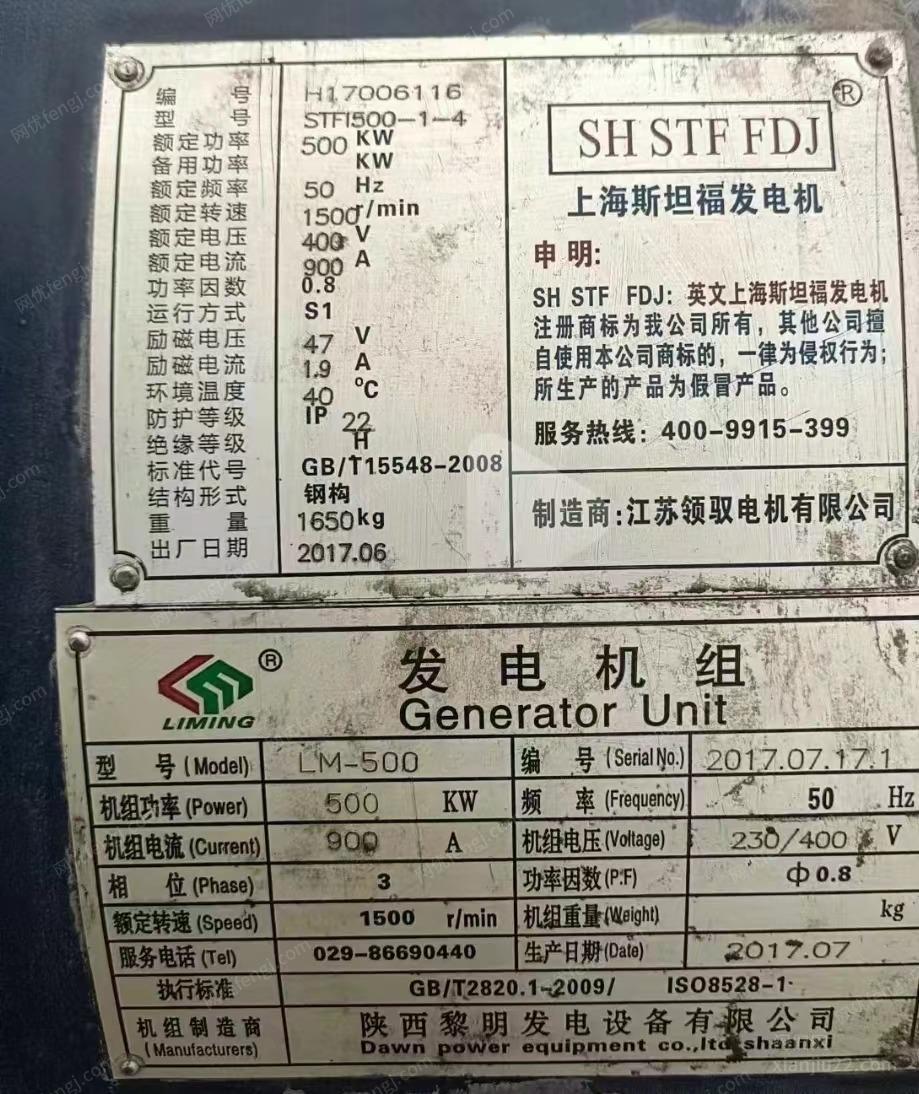 编 号 H17006116
型 号 STF1500-1-4
额定功率 500 KW
备用功率 KW
额定频率 50 Hz
额定转速 1500 r/min
额定电压 400 V
额定电流 900 A
功率因数 0.8
运行方式 S1
励磁电压 47 V
励磁电流 1.9 A
环境温度 40 ℃
防护等级 IP 22
绝缘等级 H
标准代号 GB/T15548-2008
结构形式 钢构
重 量 1650kg
出厂日期 2017.06
SH STF FDJ ®
上海斯坦福发电机
申明:
SH STF FDJ: 英文上海斯坦福发电机
注册商标为我公司所有，其他公司擅
自使用本公司商标的，一律为侵权行为;
所生产的产品为假冒产品。
服务热线: 400-9915-399
制造商:江苏领驭电机有限公司
LIMING ®
发电机组
Generator Unit
型 号(Model) LM-500 编 号(Serial No.) 2017.07.17.1
机组功率(Power) 500 KW 频 率(Frequency) 50 Hz
机组电流(Current) 900 A 机组电压(Voltage) 230/400 V
相 位(Phase) 3 功率因数(P:F) ф0.8
额定转速(Speed) 1500 r/min 机组重量(Weight) kg
服务电话(Tel) 029-86690440 生产日期(Date) 2017.07
执行标准 GB/T2820.1-2009/ ISO8528-1
机组制造商 陕西黎明发电设备有限公司
(Manufacturers) Dawn power equipment co.,ltd.shaanxi
xianjiu22.com